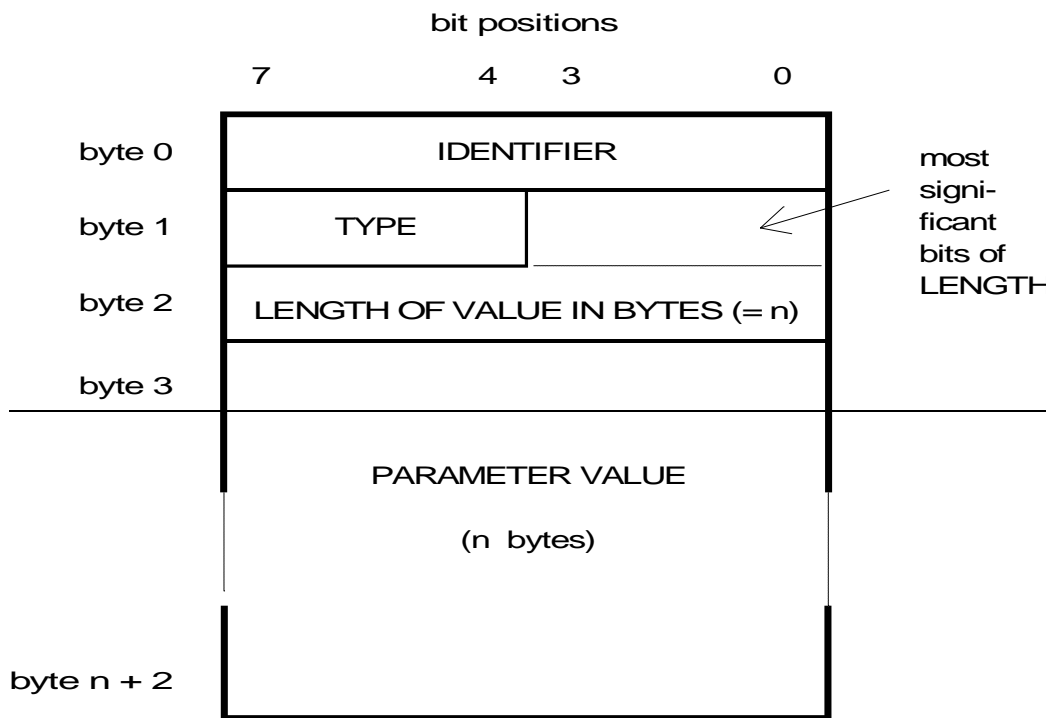 bit positions
7 4 3 0
byte 0 IDENTIFIER
most
signi-
ficant
bits of
LENGTH
byte 1 TYPE
byte 2 LENGTH OF VALUE IN BYTES (= n)
byte 3
PARAMETER VALUE
(n bytes)
byte n + 2